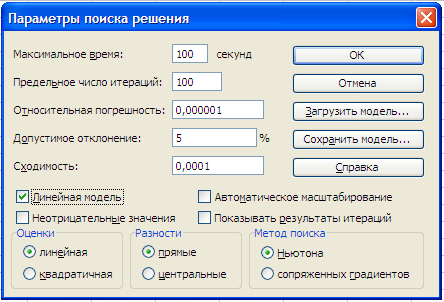 Параметры поиска решения
Максимальное время: 100 секунд ОК
Предельное число итераций: 100 Отмена
Относительная погрешность: 0,000001 Загрузить модель...
Допустимое отклонение: 5 % Сохранить модель...
Сходимость: 0,0001 Справка
Линейная модель Автоматическое масштабирование
Неотрицательные значения Показывать результаты итераций
Оценки Разности Метод поиска
линейная прямые Ньютона
квадратичная центральные сопряженных градиентов